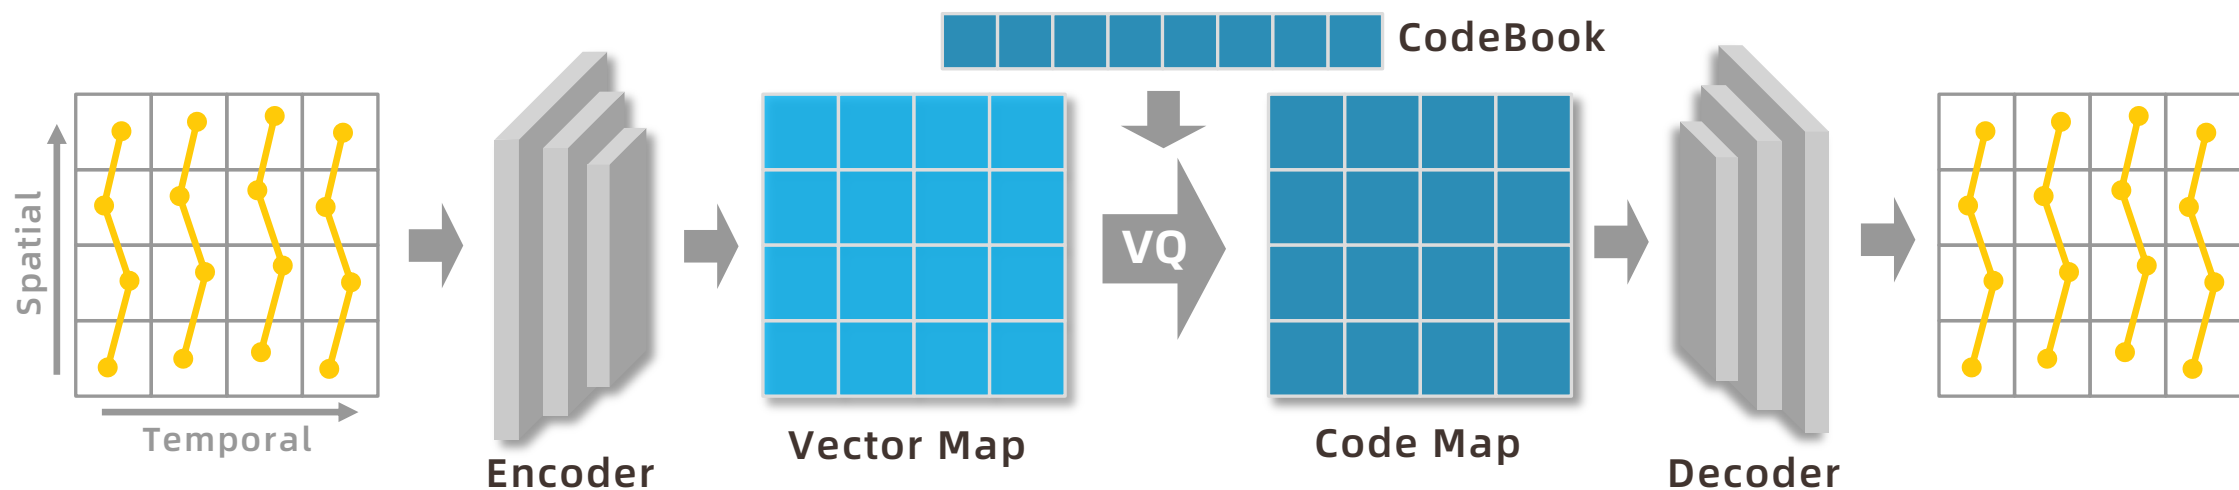 CodeBook
Spatial
VQ
Temporal
Vector Map
Code Map
Encoder
Decoder